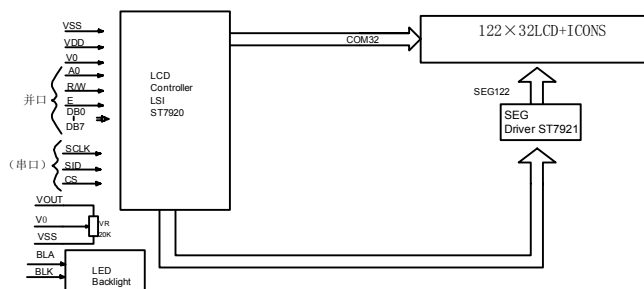 VSS
VDD
V0
A0
R/W
E
DB0
DB7
并口
SCLK
SID
CS
(串口)
VOUT
V0
VSS
VR
20K
BLA
BLK
LED
Backlight
LCD
Controller
LSI
ST7920
COM32
122×32LCD+ICONS
SEG122
SEG
Driver ST7921